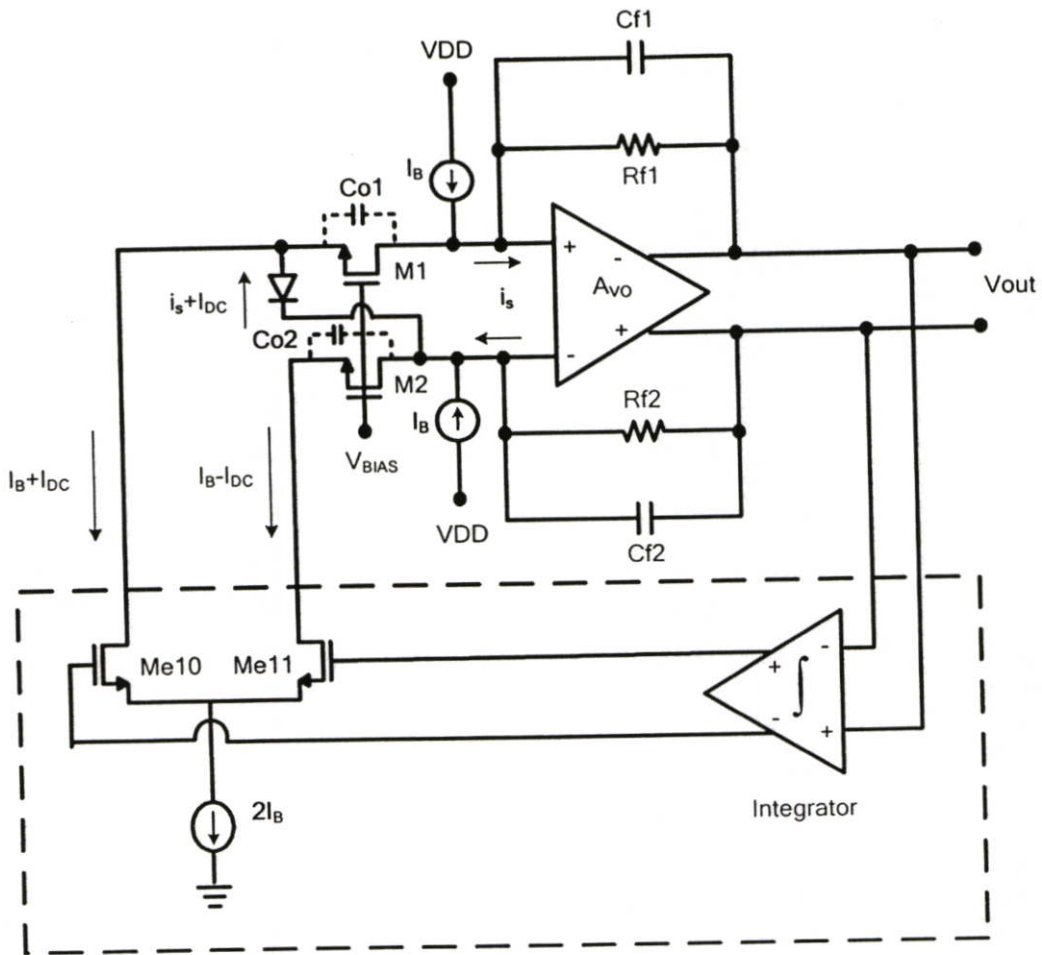 Cf1
VDD
Rf1
IB
Co1
M1
+
-
AVO
is
Vout
is+IDC
Co2
+
-
M2
Rf2
IB
VBIAS
IB+IDC
IB-IDC
VDD
Cf2
Me10
Me11
+
-
∫
-
+
2IB
Integrator